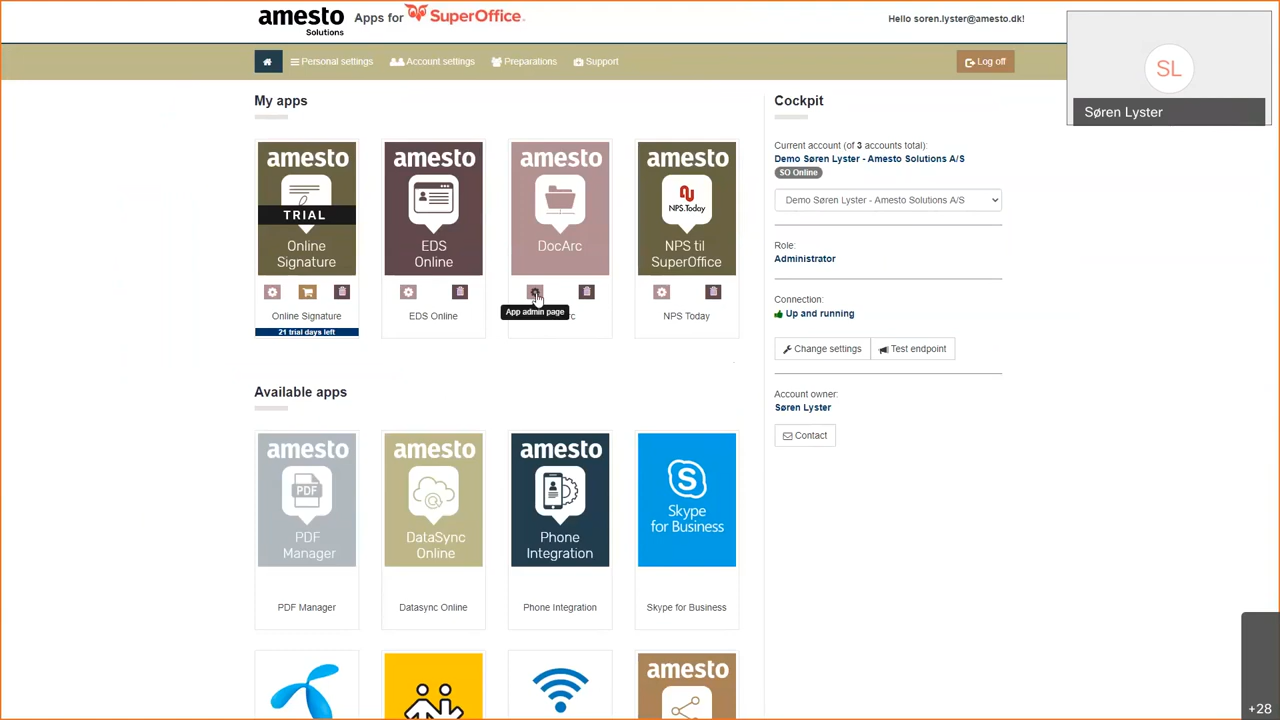 amesto
Solutions
Apps for SuperOffice
Hello soren.lyster@amesto.dk!
Personal settings
Account settings
Preparations
Support
Log off
SL
Søren Lyster
My apps
amesto
TRIAL
Online
Signature
Online Signature
21 trial days left
amesto
EDS
Online
EDS Online
amesto
DocArc
App admin page
amesto
NPS.Today
NPS til
SuperOffice
NPS Today
Available apps
amesto
PDF
PDF
Manager
PDF Manager
amesto
DataSync
Online
Datasync Online
amesto
Phone
Integration
Phone Integration
Skype
for Business
Skype for Business
amesto
Cockpit
Current account (of 3 accounts total):
Demo Søren Lyster - Amesto Solutions A/S
SO Online
Demo Søren Lyster - Amesto Solutions A/S
Role:
Administrator
Connection:
Up and running
Change settings
Test endpoint
Account owner:
Søren Lyster
Contact
+28